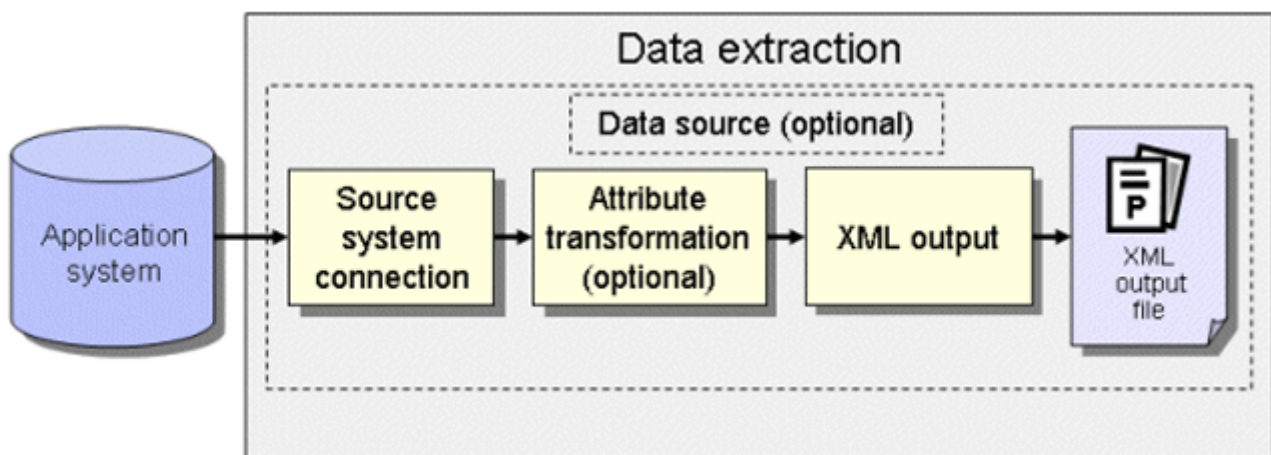 Data extraction
Data source (optional)
Application
system
Source
system
connection
Attribute
transformation
(optional)
XML output
P
XML
output
file